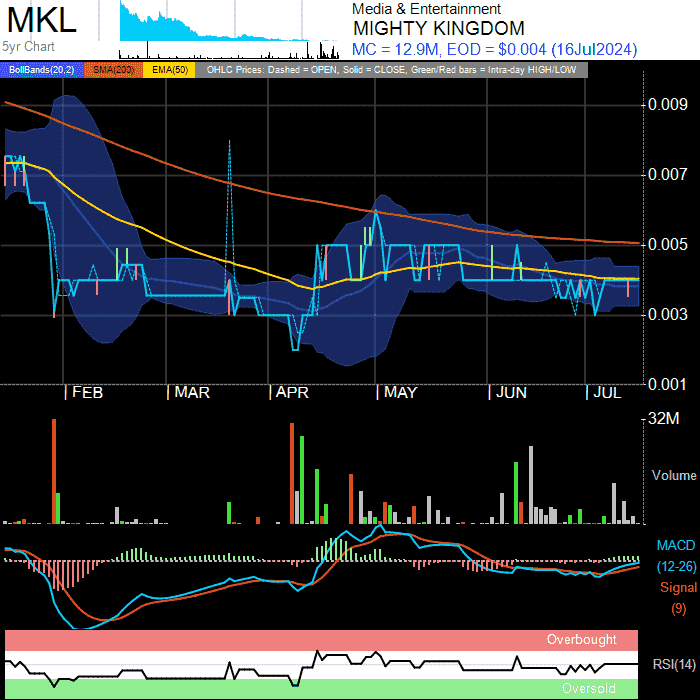 MKL
5yr Chart
Media & Entertainment
MIGHTY KINGDOM
MC = 12.9M, EOD = $0.004 (16Jul2024)
BollBands(20,2) SMA(200) EMA(50) OHLC Prices: Dashed = OPEN, Solid = CLOSE, Green/Red bars = Intra-day HIGH/LOW
0.009
0.007
0.005
0.003
0.001
| FEB | MAR | APR | MAY | JUN | JUL
32M
Volume
MACD
(12-26)
Signal
(9)
Overbought
RSI(14)
Oversold